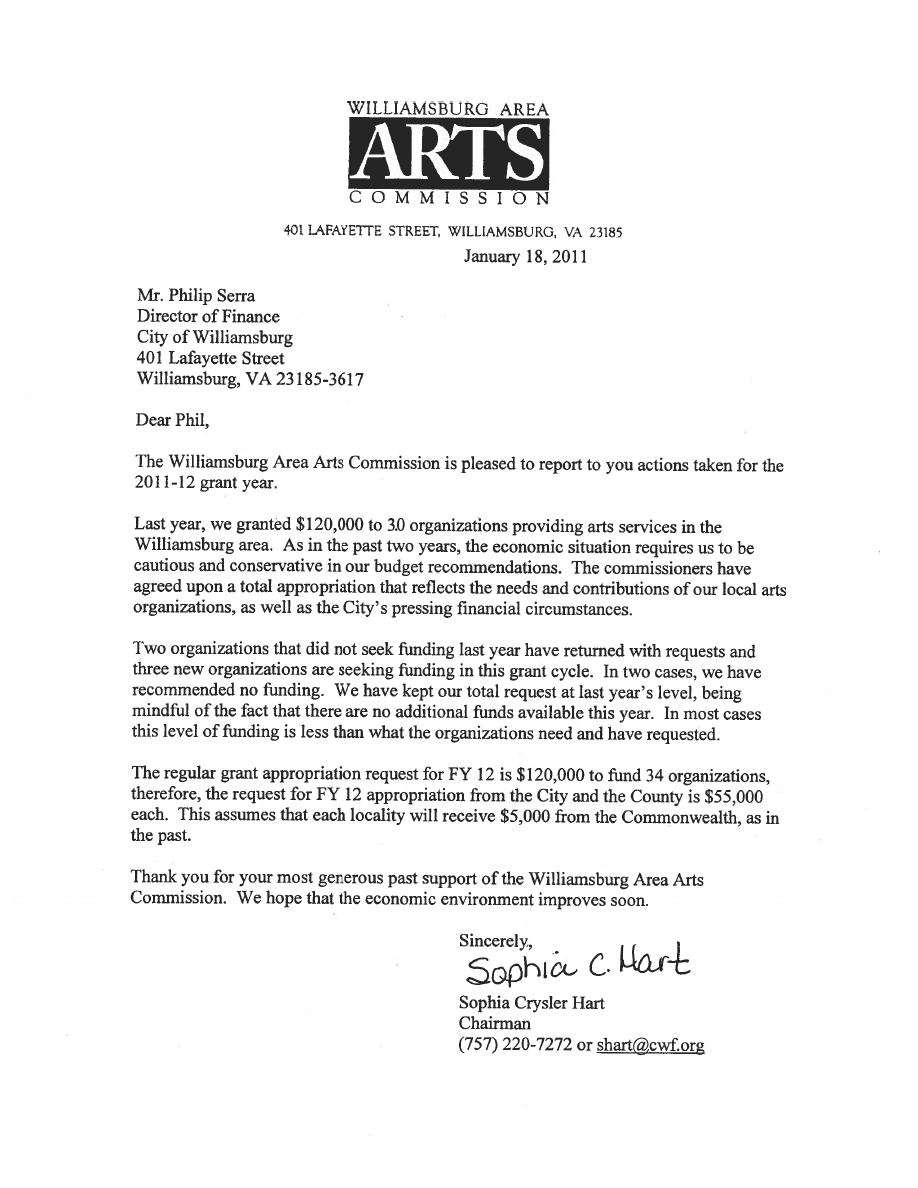 WILLIAMSBURG AREA
ARTS
COMMISSION
401 LAFAYETTE STREET, WILLIAMSBURG, VA 23185
January 18, 2011
Mr. Philip Serra
Director of Finance
City of Williamsburg
401 Lafayette Street
Williamsburg, VA 23185-3617
Dear Phil,
The Williamsburg Area Arts Commission is pleased to report to you actions taken for the
2011-12 grant year.
Last year, we granted $120,000 to 30 organizations providing arts services in the
Williamsburg area. As in the past two years, the economic situation requires us to be
cautious and conservative in our budget recommendations. The commissioners have
agreed upon a total appropriation that reflects the needs and contributions of our local arts
organizations, as well as the City's pressing financial circumstances.
Two organizations that did not seek funding last year have returned with requests and
three new organizations are seeking funding in this grant cycle. In two cases, we have
recommended no funding. We have kept our total request at last year's level, being
mindful of the fact that there are no additional funds available this year. In most cases
this level of funding is less than what the organizations need and have requested.
The regular grant appropriation request for FY 12 is $120,000 to fund 34 organizations,
therefore, the request for FY 12 appropriation from the City and the County is $55,000
each. This assumes that each locality will receive $5,000 from the Commonwealth, as in
the past.
Thank you for your most generous past support of the Williamsburg Area Arts
Commission. We hope that the economic environment improves soon.
Sincerely,
Sophia C. Hart
Sophia Crysler Hart
Chairman
(757) 220-7272 or shart@cwf.org